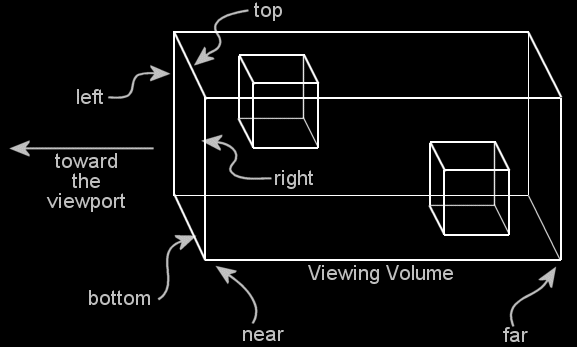 top
left
toward
the
viewport
right
bottom
Viewing Volume
near
far